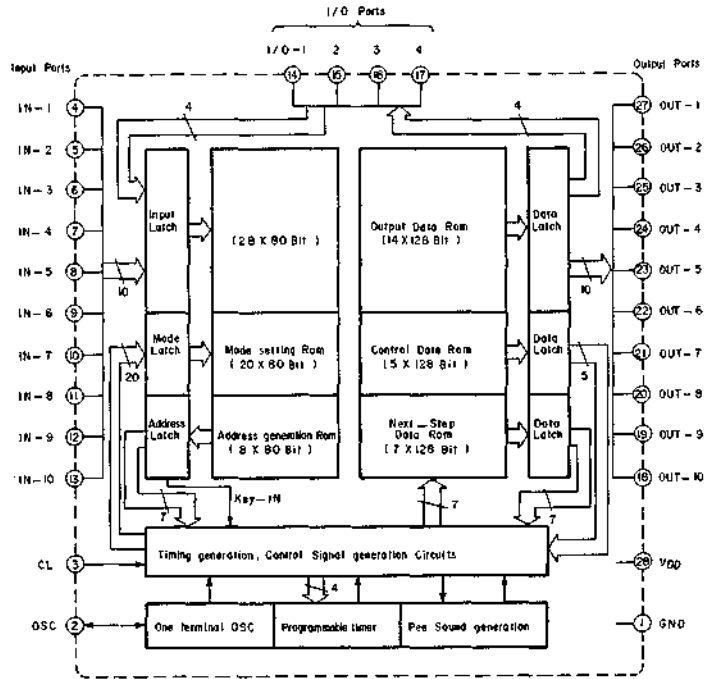 I/O Ports
I/O-1 2 3 4
14 15 16 17
Input Ports
Output Ports
IN-1 4
IN-2 5
IN-3 6
IN-4 7
IN-5 8
IN-6 9
IN-7 10
IN-8 11
IN-9 12
IN-10 13
CL 3
OSC 2
4
4
10
20
7
Input
Latch
Mode
Latch
Address
Latch
(28 X 80 Bit )
Mode setting Rom
(20 X 80 Bit )
Address generation Rom
( 8 X 80 Bit )
Output Data Rom
(14 X 128 Bit )
Control Data Rom
( 5 X 128 Bit )
Next-Step
Data Rom
( 7 X 128 Bit )
Data
Latch
Data
Latch
Data
Latch
10
5
7
7
Key-IN
Timing generation, Control Signal generation Circuits
4
One terminal OSC
Programmable timer
Pee Sound generation
27 OUT-1
26 OUT-2
25 OUT-3
24 OUT-4
23 OUT-5
22 OUT-6
21 OUT-7
20 OUT-8
19 OUT-9
18 OUT-10
28 VDD
1 GND